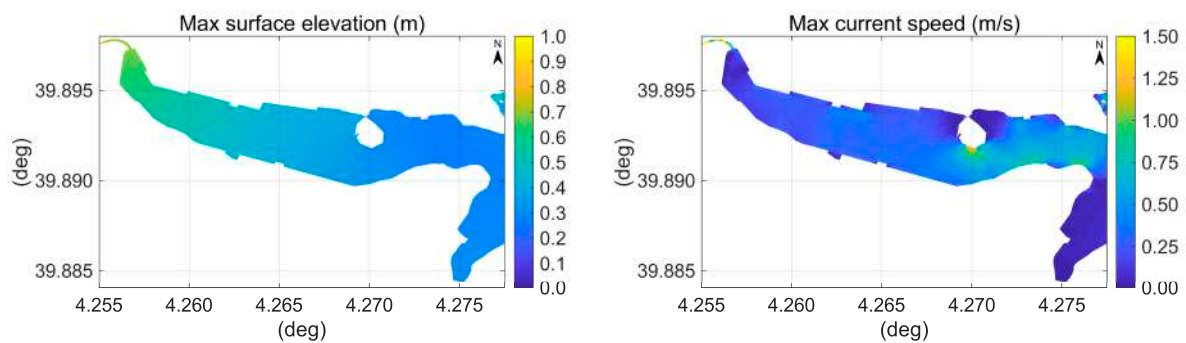 Max surface elevation (m)
N
1.0
0.9
0.8
0.7
0.6
0.5
0.4
0.3
0.2
0.1
0.0
39.895
39.890
39.885
(deg)
4.255 4.260 4.265 4.270 4.275
(deg)
Max current speed (m/s)
N
1.50
1.25
1.00
0.75
0.50
0.25
0.00
39.895
39.890
39.885
(deg)
4.255 4.260 4.265 4.270 4.275
(deg)